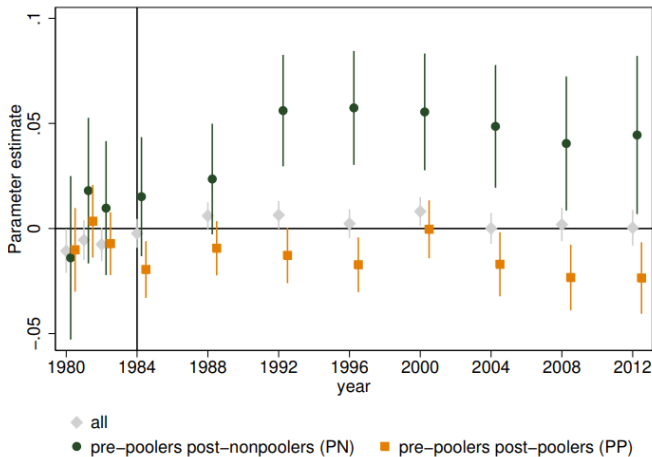 .1
.05
0
-.05
Parameter estimate
1980 1984 1988 1992 1996 2000 2004 2008 2012
year
all
pre-poolers post-nonpoolers (PN) pre-poolers post-poolers (PP)